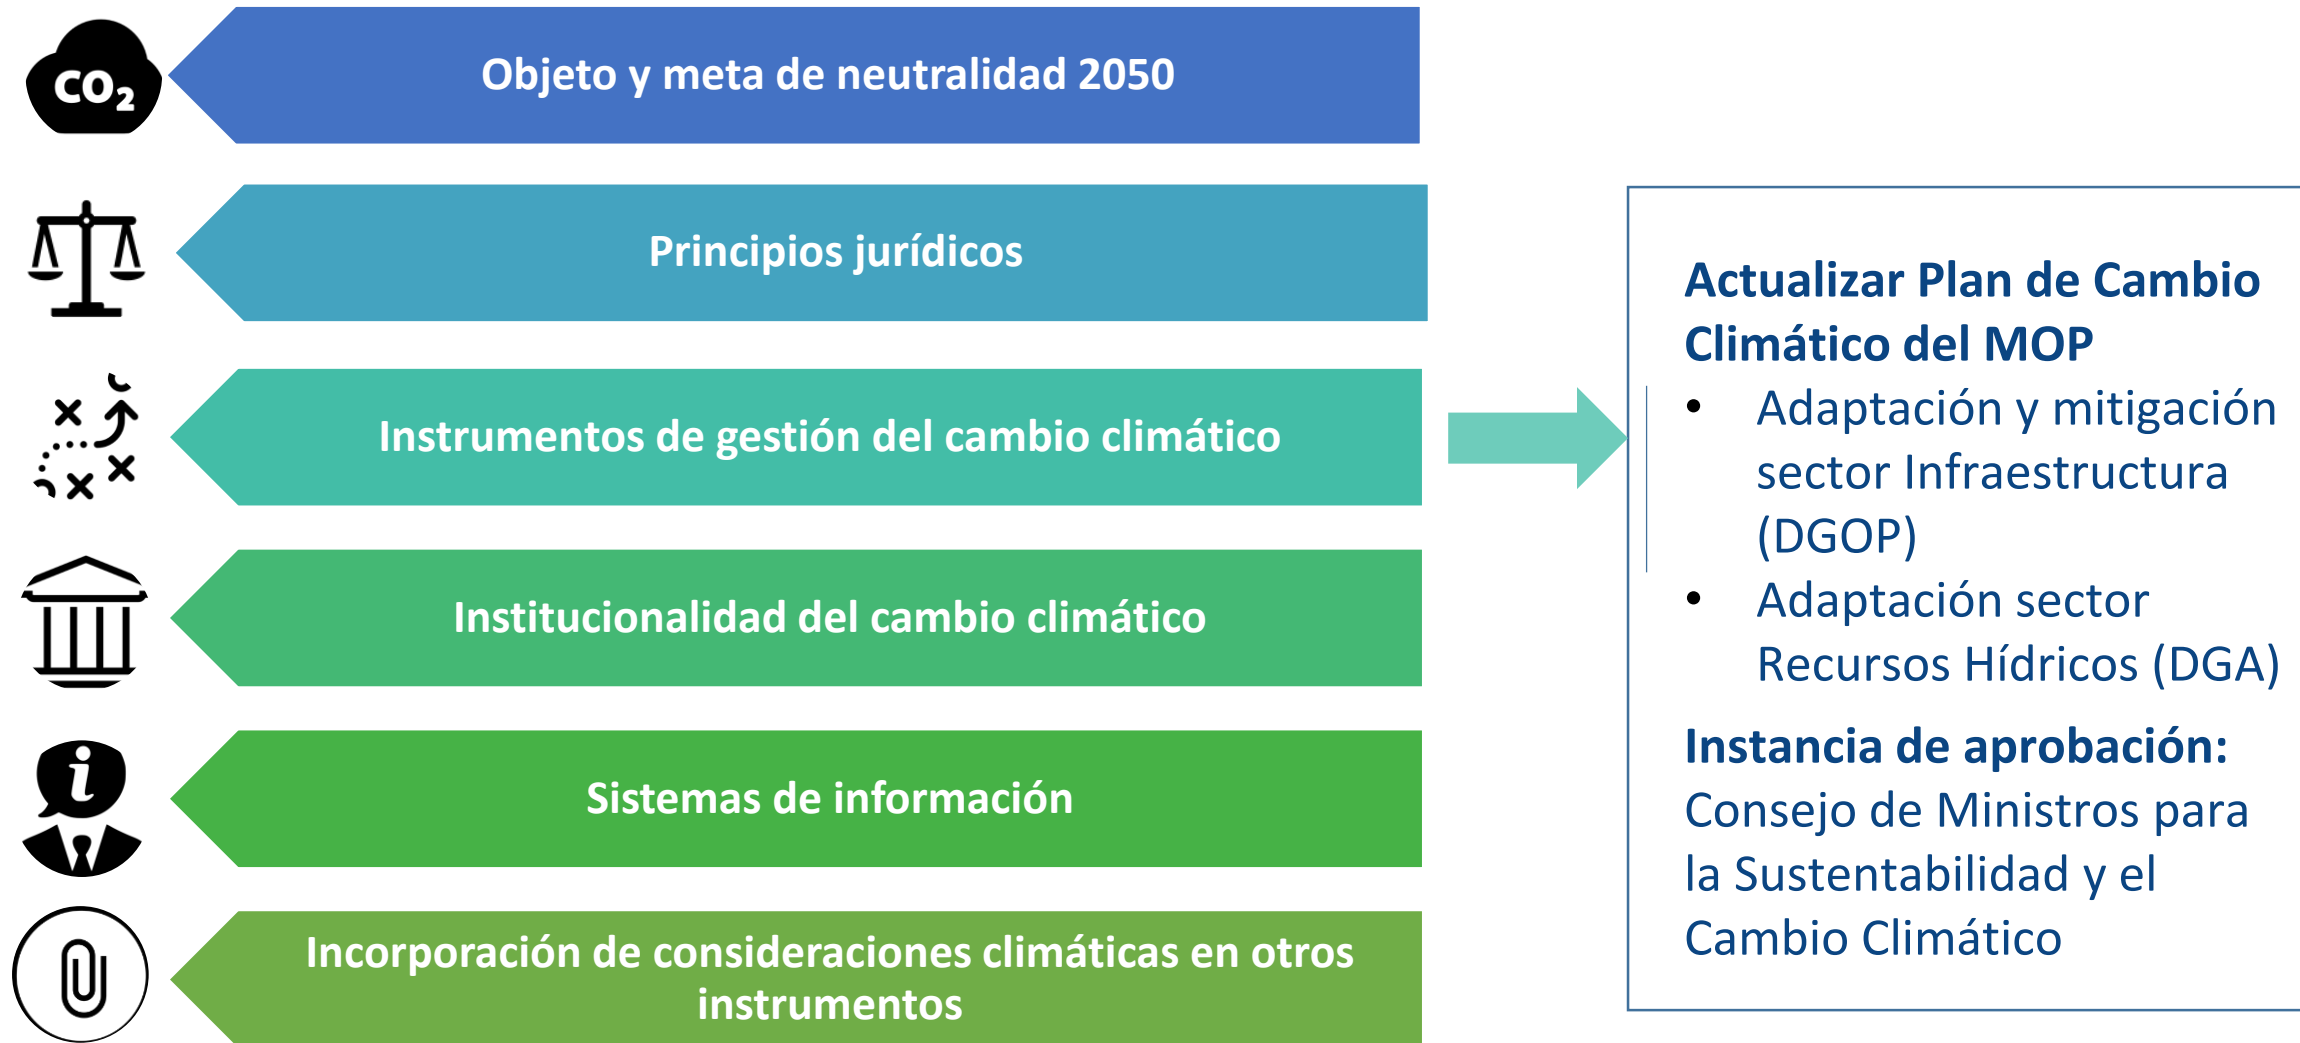 CO₂
Objeto y meta de neutralidad 2050
Principios jurídicos
Instrumentos de gestión del cambio climático
Institucionalidad del cambio climático
i
Sistemas de información
Incorporación de consideraciones climáticas en otros
instrumentos
Actualizar Plan de Cambio
Climático del MOP
• Adaptación y mitigación
sector Infraestructura
(DGOP)
• Adaptación sector
Recursos Hídricos (DGA)
Instancia de aprobación:
Consejo de Ministros para
la Sustentabilidad y el
Cambio Climático